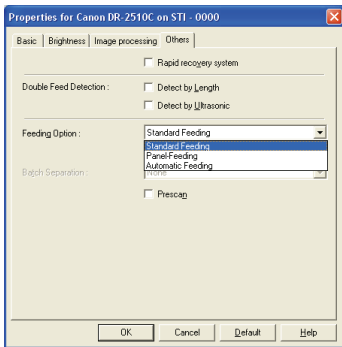 Properties for Canon DR-2510C on STI - 0000
Basic Brightness Image processing Others
Rapid recovery system
Double Feed Detection : Detect by Length
Detect by Ultrasonic
Feeding Option : Standard Feeding
Standard Feeding
Panel-Feeding
Automatic Feeding
Batch Separation : None
Prescan
OK Cancel Default Help